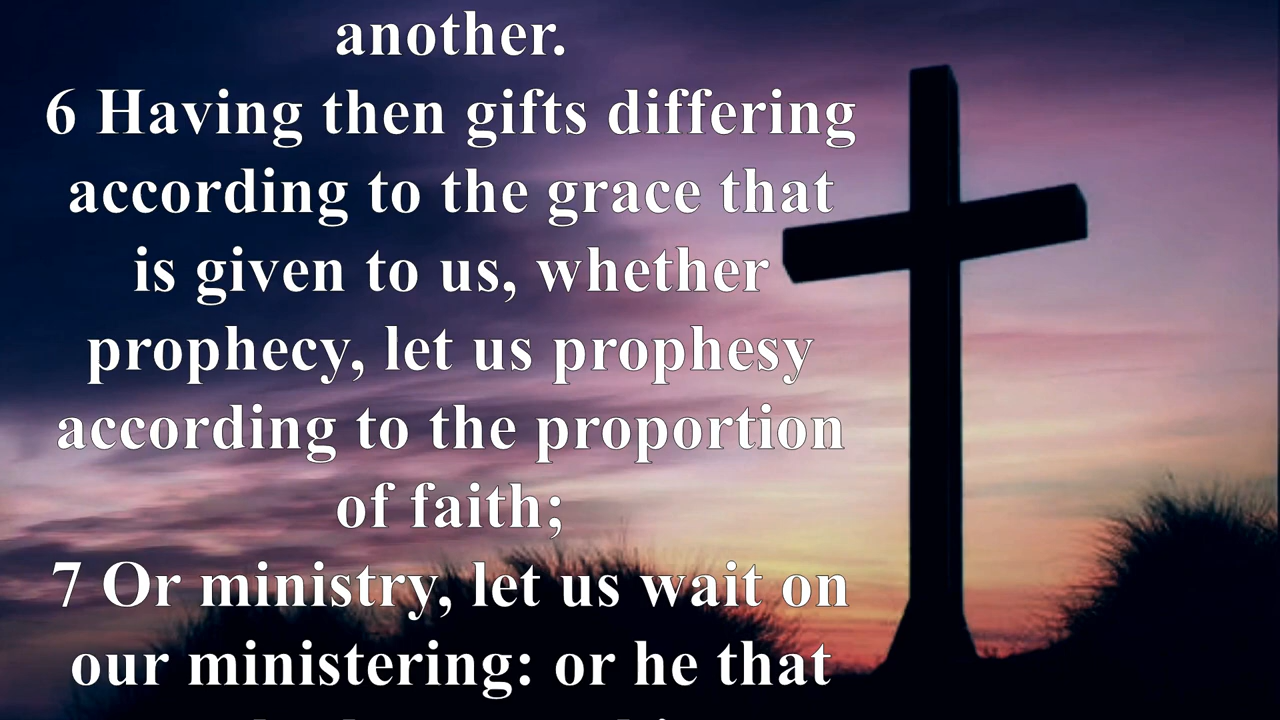 another.
6 Having then gifts differing
according to the grace that
is given to us, whether
prophecy, let us prophesy
according to the proportion
of faith;
7 Or ministry, let us wait on
our ministering: or he that